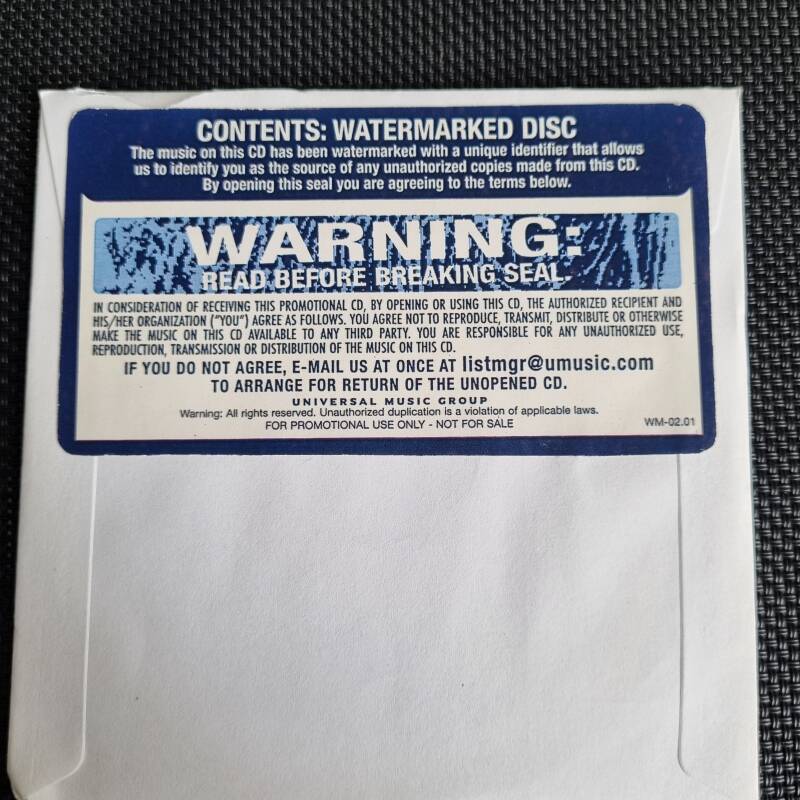 CONTENTS: WATERMARKED DISC
The music on this CD has been watermarked with a unique identifier that allows
us to identify you as the source of any unauthorized copies made from this CD.
By opening this seal you are agreeing to the terms below.
WARNING:
READ BEFORE BREAKING SEAL.
IN CONSIDERATION OF RECEIVING THIS PROMOTIONAL CD, BY OPENING OR USING THIS CD, THE AUTHORIZED RECIPIENT AND
HIS/HER ORGANIZATION ("YOU") AGREE AS FOLLOWS. YOU AGREE NOT TO REPRODUCE, TRANSMIT, DISTRIBUTE OR OTHERWISE
MAKE THE MUSIC ON THIS CD AVAILABLE TO ANY THIRD PARTY. YOU ARE RESPONSIBLE FOR ANY UNAUTHORIZED USE,
REPRODUCTION, TRANSMISSION OR DISTRIBUTION OF THE MUSIC ON THIS CD.
IF YOU DO NOT AGREE, E-MAIL US AT ONCE AT listmgr@umusic.com
TO ARRANGE FOR RETURN OF THE UNOPENED CD.
UNIVERSAL MUSIC GROUP
Warning: All rights reserved. Unauthorized duplication is a violation of applicable laws.
FOR PROMOTIONAL USE ONLY - NOT FOR SALE
WM-02.01